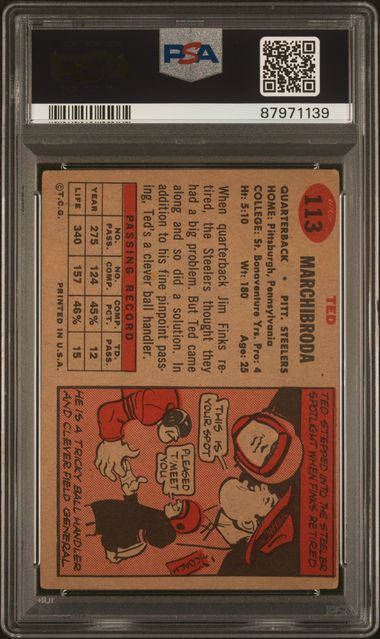 PSA
87971139
113
TED
MARCHIBRODA
QUARTERBACK • PITT. STEELERS
HOME: Pittsburgh, Pennsylvania
COLLEGE: St. Bonaventure Yrs. Pro: 4
Ht: 5:10 Wt: 180 Age: 25
When quarterback Jim Finks re-
tired, the Steelers thought they
had a big problem. But Ted came
along and so did a solution. In
addition to his fine pinpoint pass-
ing, Ted's a clever ball handler.
PASSING RECORD
NO. NO. COMP. TD.
PASS. COMP. PCT. PASS.
YEAR 275 124 45% 12
LIFE 340 157 46% 15
©T.C.G. PRINTED IN U.S.A.
TED STEPPED INTO THE STEELER
SPOTLIGHT WHEN FINKS RETIRED.
THIS IS
YOUR SPOT
COACH
PLEASED
T'MEET
YOU
HE IS A TRICKY BALL HANDLER
AND CLEVER FIELD GENERAL.